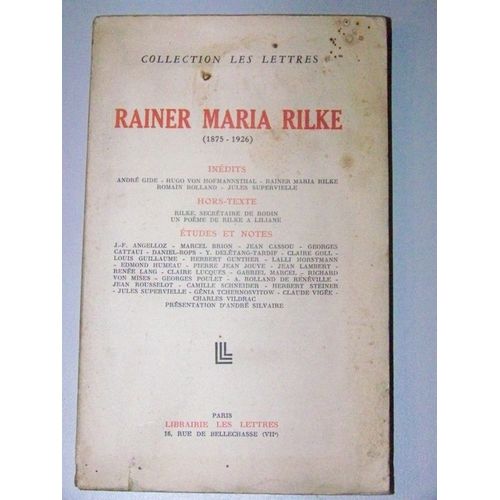 COLLECTION LES LETTRES
RAINER MARIA RILKE
(1875 - 1926)
INÉDITS
ANDRÉ GIDE - HUGO VON HOFMANNSTHAL - RAINER MARIA RILKE
ROMAIN ROLLAND - JULES SUPERVIELLE
HORS-TEXTE
RILKE, SECRÉTAIRE DE RODIN
UN POÈME DE RILKE A LILIANE
ÉTUDES ET NOTES
J.-F. ANGELLOZ - MARCEL BRION - JEAN CASSOU - GEORGES
CATTAUI - DANIEL-ROPS - Y. DELÉTANG-TARDIF - CLAIRE GOLL -
LOUIS GUILLAUME - HERBERT GUNTHER - LALLI HORSTMANN
- EDMOND HUMEAU - PIERRE JEAN JOUVE - JEAN LAMBERT -
RENÉE LANG - CLAIRE LUCQUES - GABRIEL MARCEL - RICHARD
VON MISES - GEORGES POULET - A. ROLLAND DE RENÉVILLE -
JEAN ROUSSELOT - CAMILLE SCHNEIDER - HERBERT STEINER
- JULES SUPERVIELLE - GÉNIA TCHERNOSVITOW - CLAUDE VIGÉE -
CHARLES VILDRAC
PRÉSENTATION D'ANDRÉ SILVAIRE
LLL
PARIS
LIBRAIRIE LES LETTRES
16, RUE DE BELLECHASSE (VIIe)